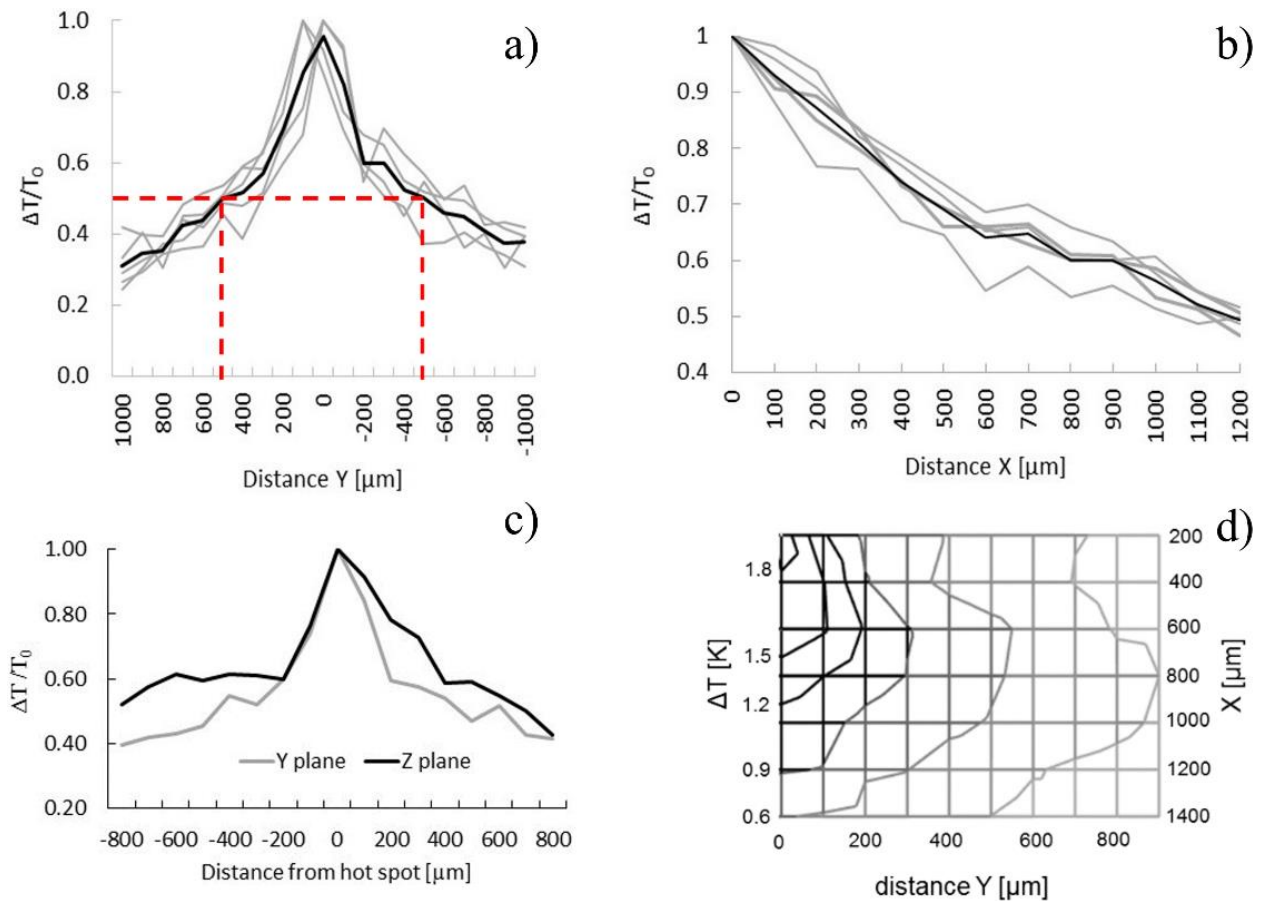 a)
1.0
0.8
0.6
0.4
0.2
0.0
ΔT/T₀
1000 800 600 400 200 0 -200 -400 -600 -800 -1000
Distance Y [µm]
b)
1
0.9
0.8
0.7
0.6
0.5
0.4
ΔT/T₀
0 100 200 300 400 500 600 700 800 900 1000 1100 1200
Distance X [µm]
c)
1.00
0.80
0.60
0.40
0.20
ΔT/T₀
Y plane Z plane
-800 -600 -400 -200 0 200 400 600 800
Distance from hot spot [µm]
d)
1.8
1.5
1.2
0.9
0.6
ΔT [K]
200
400
600
800
1000
1200
1400
X [µm]
0 200 400 600 800
distance Y [µm]